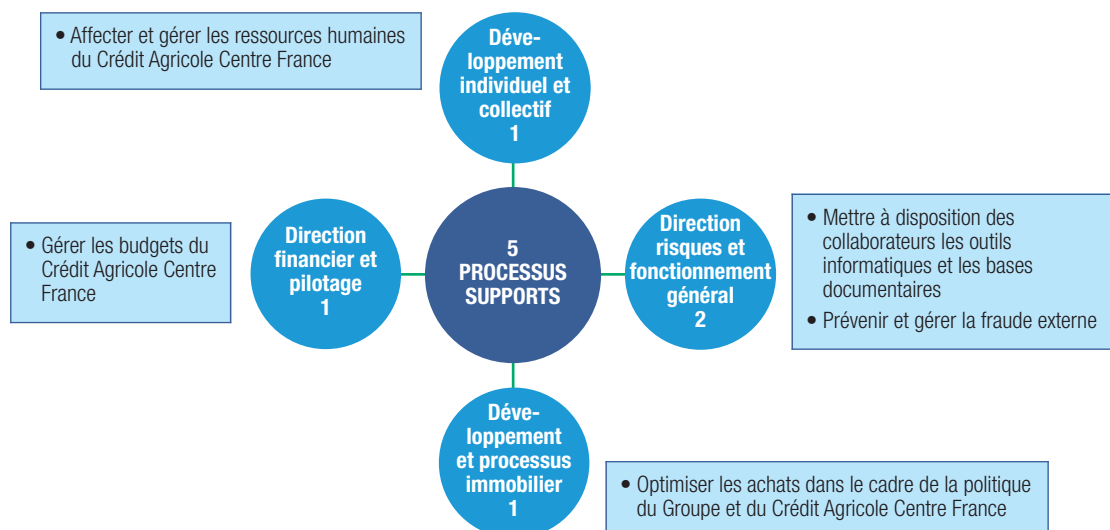 • Affecter et gérer les ressources humaines
du Crédit Agricole Centre France
Déve-
loppement
individuel et
collectif
1
• Gérer les budgets du
Crédit Agricole Centre
France
Direction
financier et
pilotage
1
5
PROCESSUS
SUPPORTS
Direction
risques et
fonctionnement
général
2
• Mettre à disposition des
collaborateurs les outils
informatiques et les bases
documentaires
• Prévenir et gérer la fraude externe
Déve-
loppement
et processus
immobilier
1
• Optimiser les achats dans le cadre de la politique
du Groupe et du Crédit Agricole Centre France